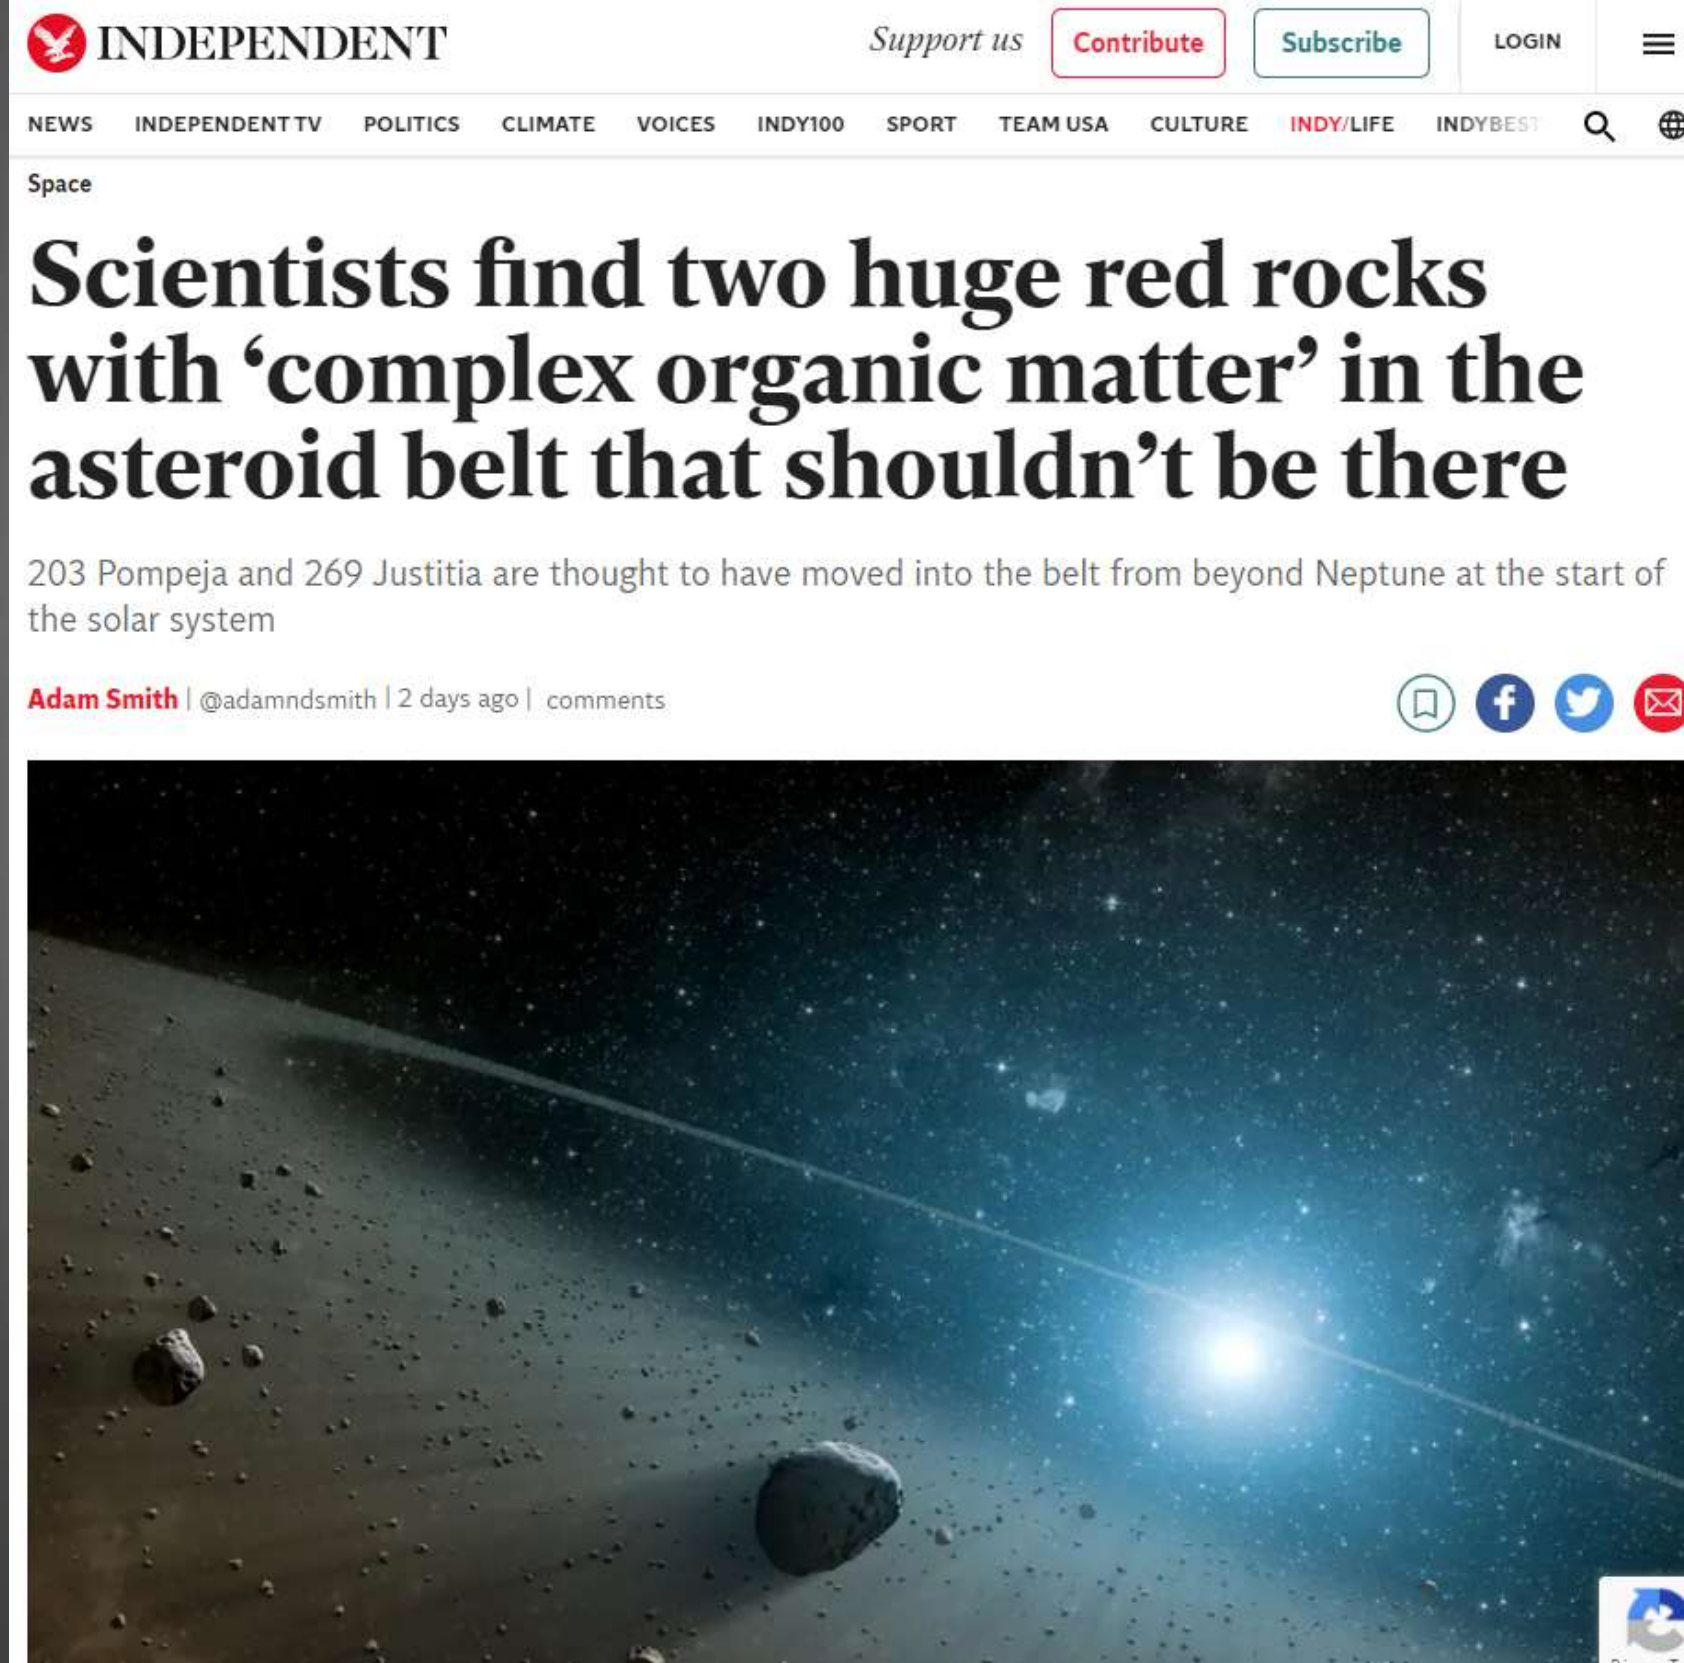 INDEPENDENT
Support us
Contribute
Subscribe
LOGIN
NEWS INDEPENDENT TV POLITICS CLIMATE VOICES INDY100 SPORT TEAM USA CULTURE INDY/LIFE INDYBEST
Space
Scientists find two huge red rocks
with ‘complex organic matter’ in the
asteroid belt that shouldn’t be there
203 Pompeja and 269 Justitia are thought to have moved into the belt from beyond Neptune at the start of
the solar system
Adam Smith | @adamndsmith | 2 days ago | comments